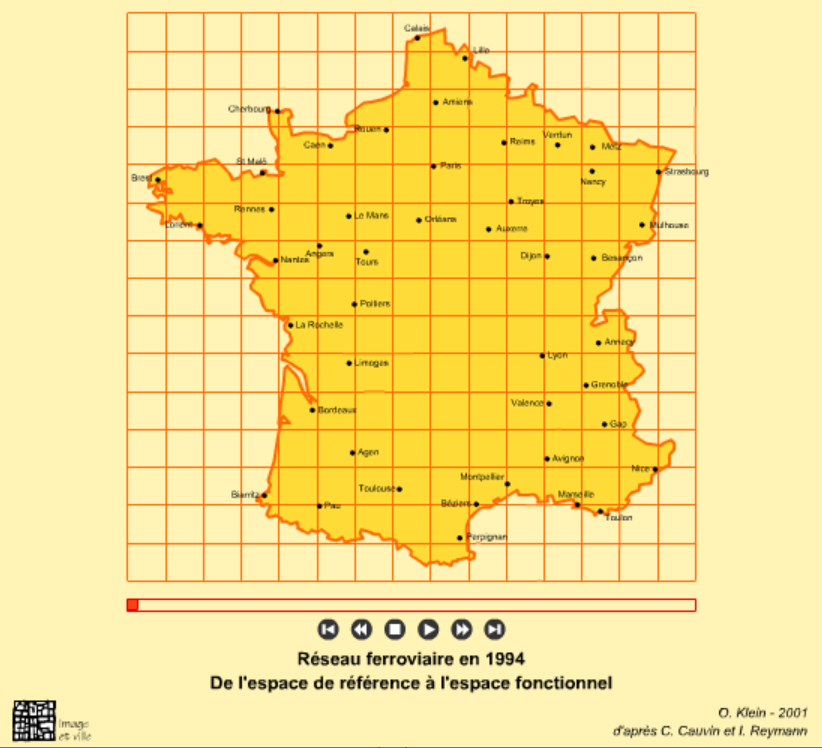 Calais
Lille
Cherbourg
Amiens
Rouen
Caen
Reims
Verdun
Metz
St Malô
Paris
Brest
Nancy
Strasbourg
Rennes
Troyes
Le Mans
Orléans
Lorient
Auxerre
Mulhouse
Angers
Nantes
Tours
Dijon
Besançon
Poitiers
La Rochelle
Annecy
Limoges
Lyon
Grenoble
Bordeaux
Valence
Gap
Agen
Avignon
Nice
Montpellier
Biarritz
Toulouse
Marseille
Pau
Béziers
Toulon
Perpignan
Réseau ferroviaire en 1994
De l'espace de référence à l'espace fonctionnel
Image
et ville
O. Klein - 2001
d'après C. Cauvin et I. Reymann